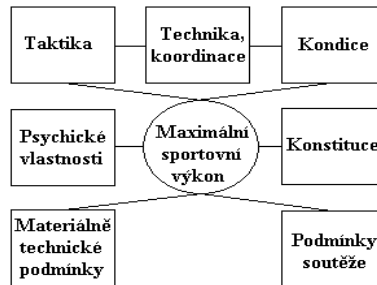 Taktika
Technika,
koordinace
Kondice
Psychické
vlastnosti
Maximální
sportovní
výkon
Konstituce
Materiálně
technické
podmínky
Podmínky
soutěže